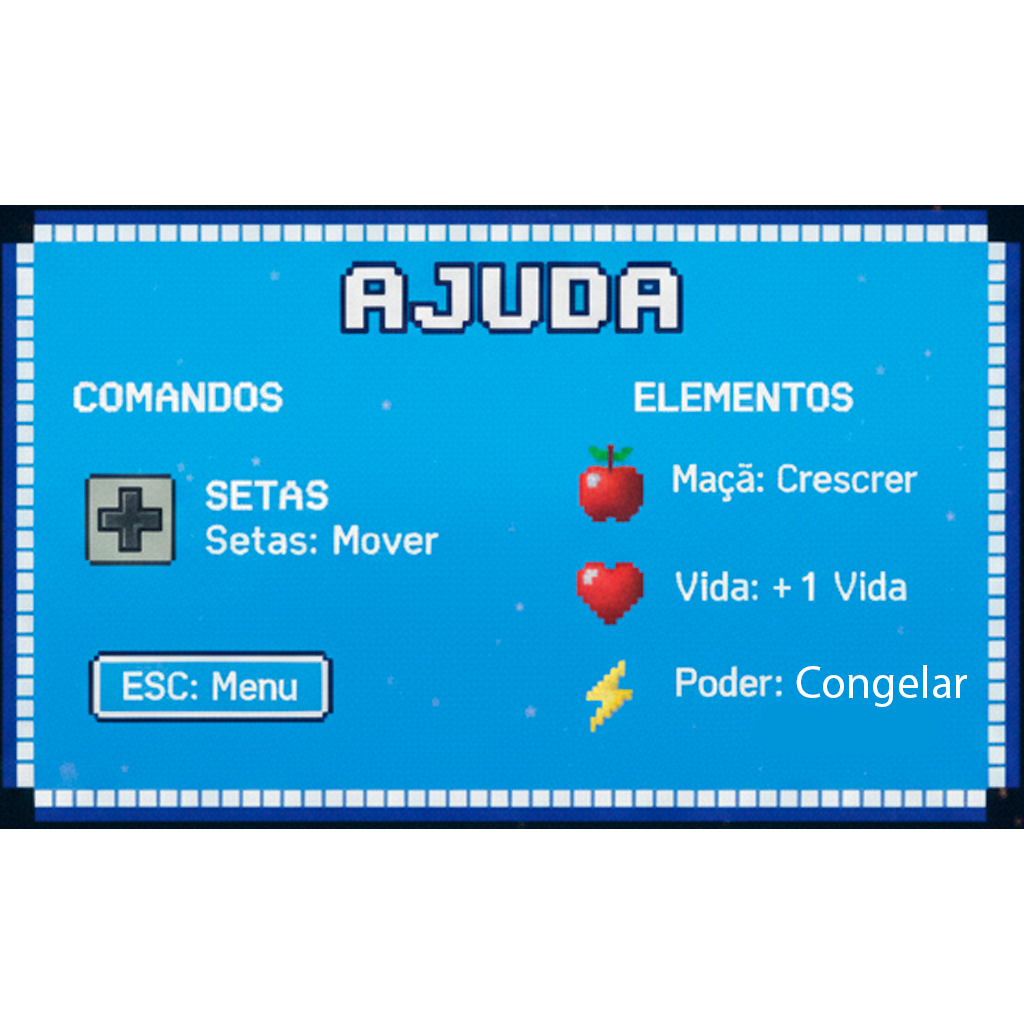 AJUDA
COMANDOS
SETAS
Setas: Mover
ESC: Menu
ELEMENTOS
Maçã: Crescrer
Vida: +1 Vida
Poder: Congelar